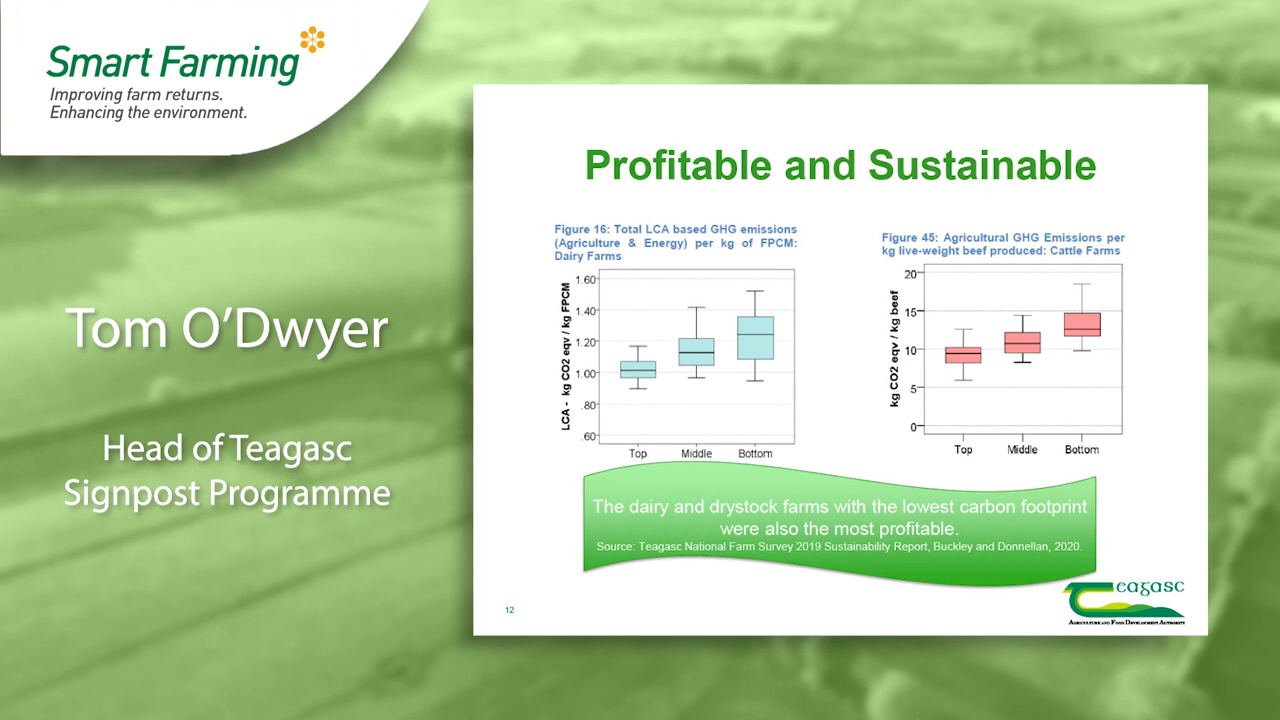 Smart Farming
Improving farm returns.
Enhancing the environment.
Tom O’Dwyer
Head of Teagasc
Signpost Programme
Profitable and Sustainable
Figure 16: Total LCA based GHG emissions
(Agriculture & Energy) per kg of FPCM:
Dairy Farms
LCA - kg CO2 eqv / kg FPCM
1.60
1.40
1.20
1.00
.80
.60
Top Middle Bottom
Figure 45: Agricultural GHG Emissions per
kg live-weight beef produced: Cattle Farms
kg CO2 eqv / kg beef
20
15
10
5
0
Top Middle Bottom
The dairy and drystock farms with the lowest carbon footprint
were also the most profitable.
Source: Teagasc National Farm Survey 2019 Sustainability Report, Buckley and Donnellan, 2020.
12
Teagasc
Agriculture and Food Development Authority